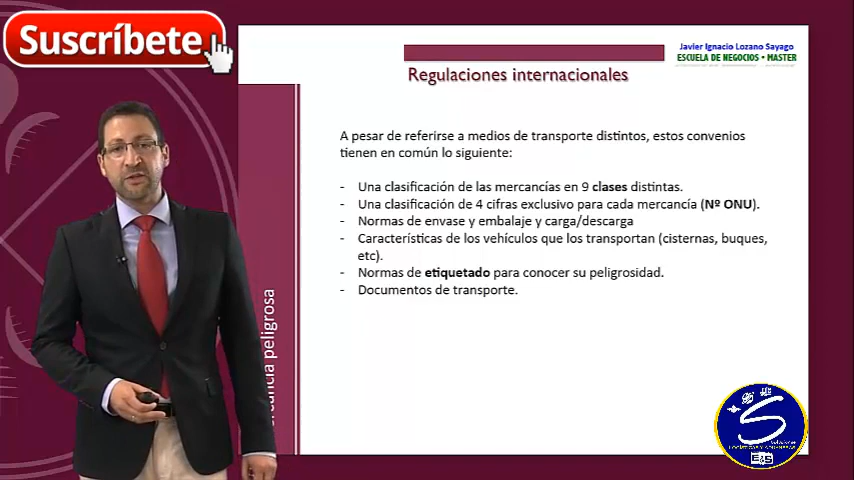 Suscríbete
Javier Ignacio Lozano Sayago
ESCUELA DE NEGOCIOS • MASTER
Regulaciones internacionales
A pesar de referirse a medios de transporte distintos, estos convenios
tienen en común lo siguiente:
- Una clasificación de las mercancías en 9 clases distintas.
- Una clasificación de 4 cifras exclusivo para cada mercancía (Nº ONU).
- Normas de envase y embalaje y carga/descarga
- Características de los vehículos que los transportan (cisternas, buques,
etc).
- Normas de etiquetado para conocer su peligrosidad.
- Documentos de transporte.
peligrosa
S
Soluciones
LOGÍSTICAS Y ADUANERAS